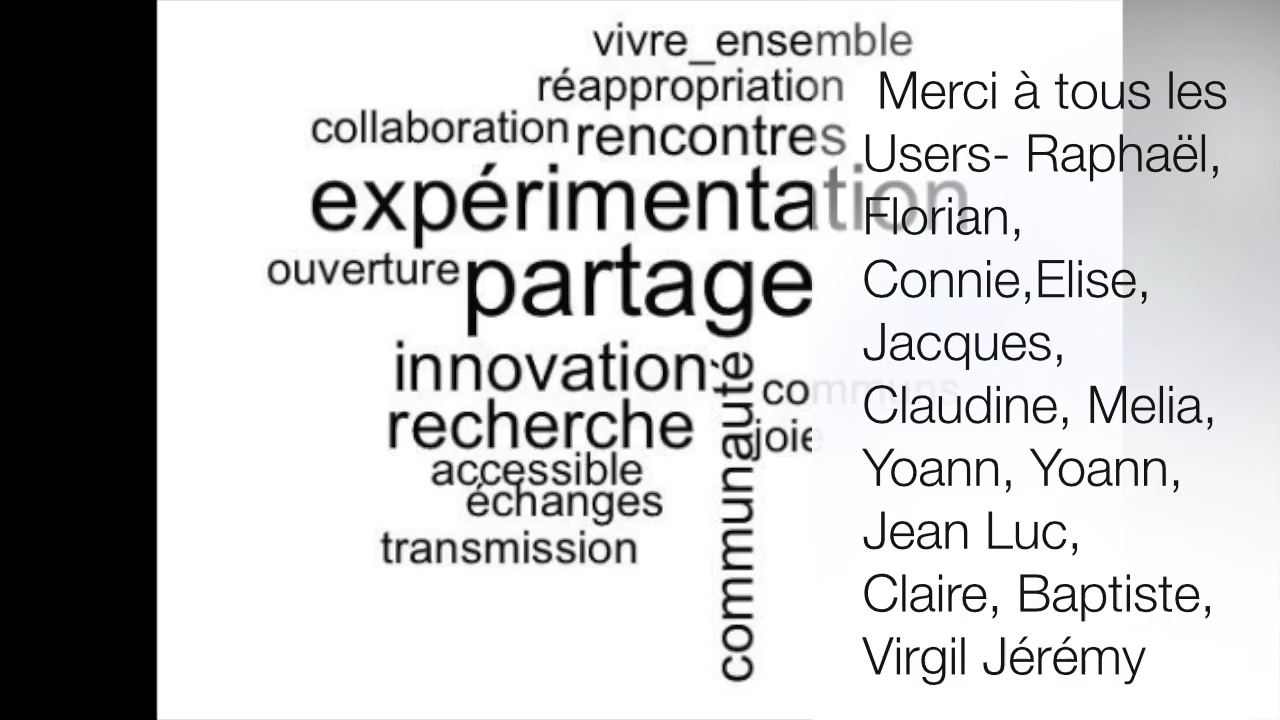 vivre_ensemble
réappropriation
collaboration
rencontres
expérimentation
ouverture
partage
innovation
recherche
accessible
échanges
transmission
communauté
communs
joie
Merci à tous les
Users- Raphaël,
Florian,
Connie,Elise,
Jacques,
Claudine, Melia,
Yoann, Yoann,
Jean Luc,
Claire, Baptiste,
Virgil Jérémy